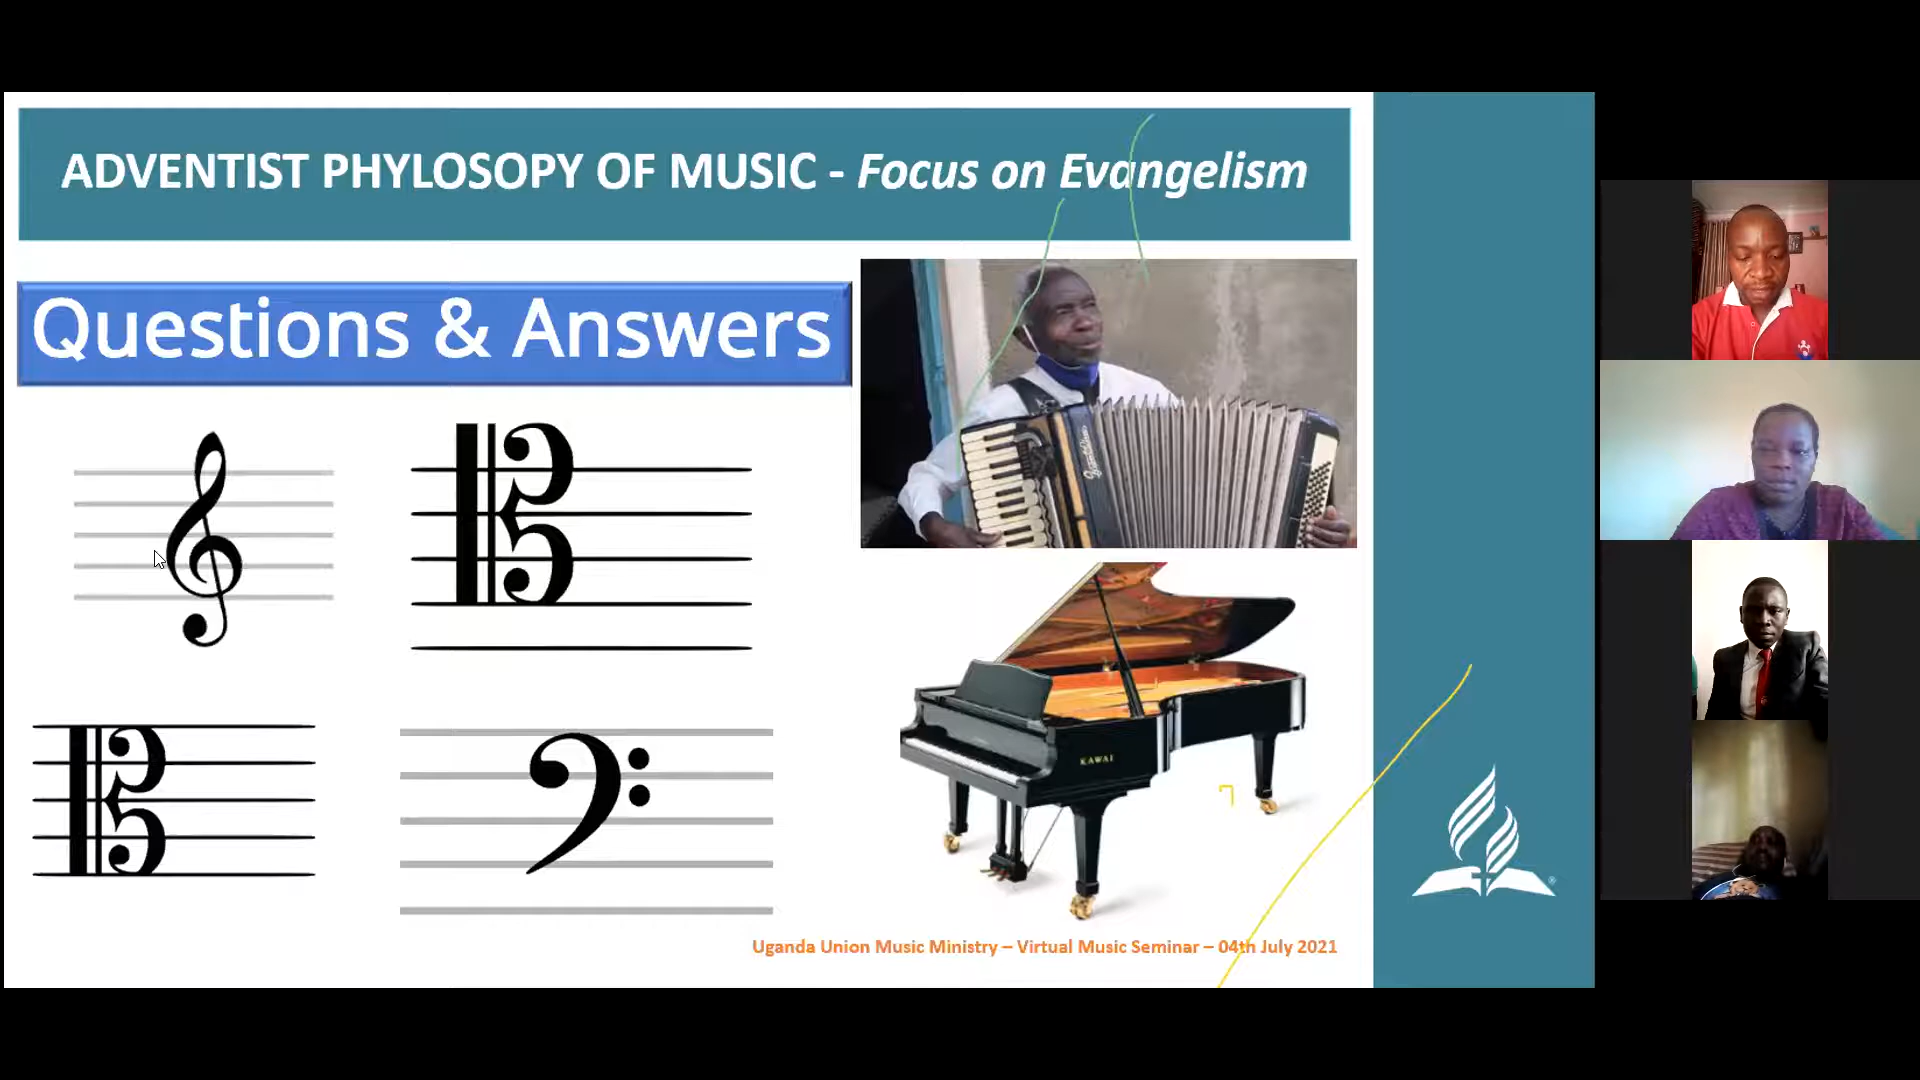 ADVENTIST PHYLOSOPY OF MUSIC - Focus on Evangelism
Questions & Answers
KAWAI
Uganda Union Music Ministry – Virtual Music Seminar – 04th July 2021